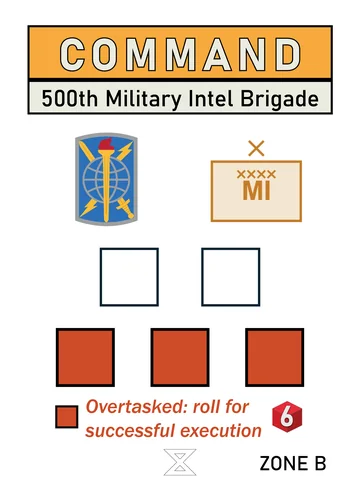 COMMAND
500th Military Intel Brigade
×
××××
MI
Overtasked: roll for
successful execution
6
ZONE B